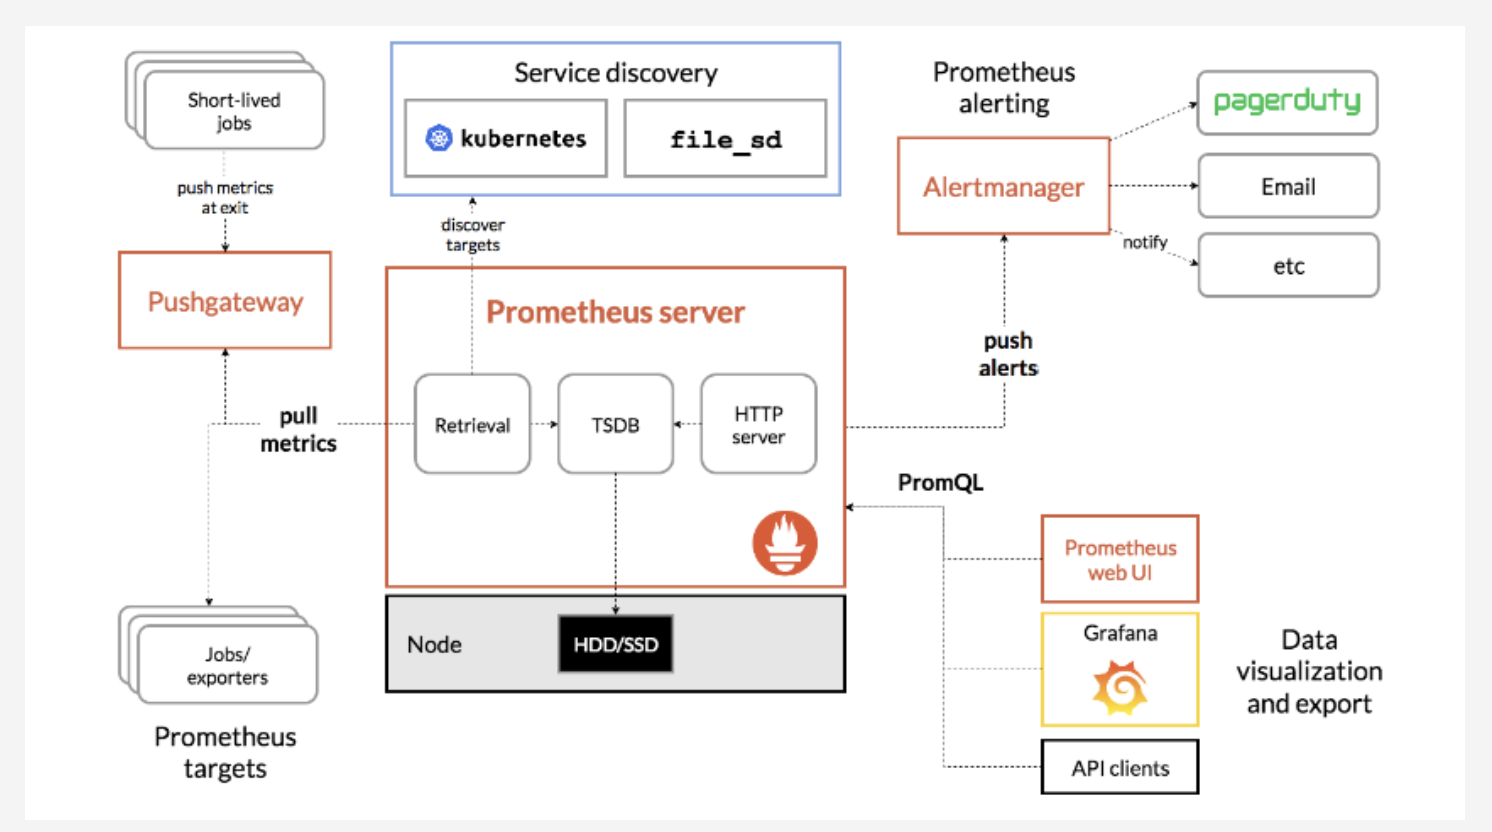 Short-lived
jobs
push metrics
at exit
Pushgateway
pull
metrics
Jobs/
exporters
Prometheus
targets
Service discovery
kubernetes
file_sd
discover
targets
Prometheus server
Retrieval
TSDB
HTTP
server
Node
HDD/SSD
Prometheus
alerting
Alertmanager
pagerduty
Email
etc
notify
push
alerts
PromQL
Prometheus
web UI
Grafana
API clients
Data
visualization
and export